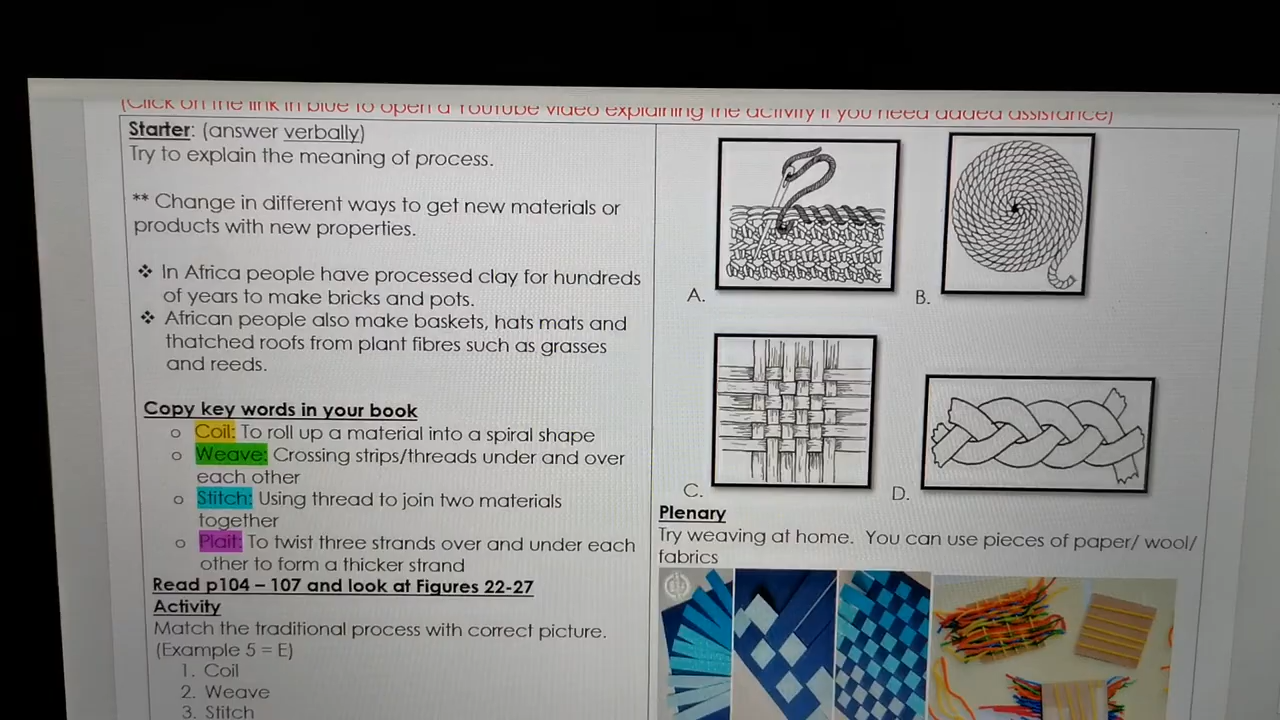 (Click on the link in blue to open a Youtube video explaining the activity if you need added assistance)
Starter: (answer verbally)
Try to explain the meaning of process.
** Change in different ways to get new materials or
products with new properties.
❖ In Africa people have processed clay for hundreds
of years to make bricks and pots.
❖ African people also make baskets, hats mats and
thatched roofs from plant fibres such as grasses
and reeds.
Copy key words in your book
o Coil: To roll up a material into a spiral shape
o Weave: Crossing strips/threads under and over
each other
o Stitch: Using thread to join two materials
together
o Plait: To twist three strands over and under each
other to form a thicker strand
Read p104 – 107 and look at Figures 22-27
Activity
Match the traditional process with correct picture.
(Example 5 = E)
1. Coil
2. Weave
3. Stitch
A.
B.
C.
D.
Plenary
Try weaving at home. You can use pieces of paper/ wool/
fabrics